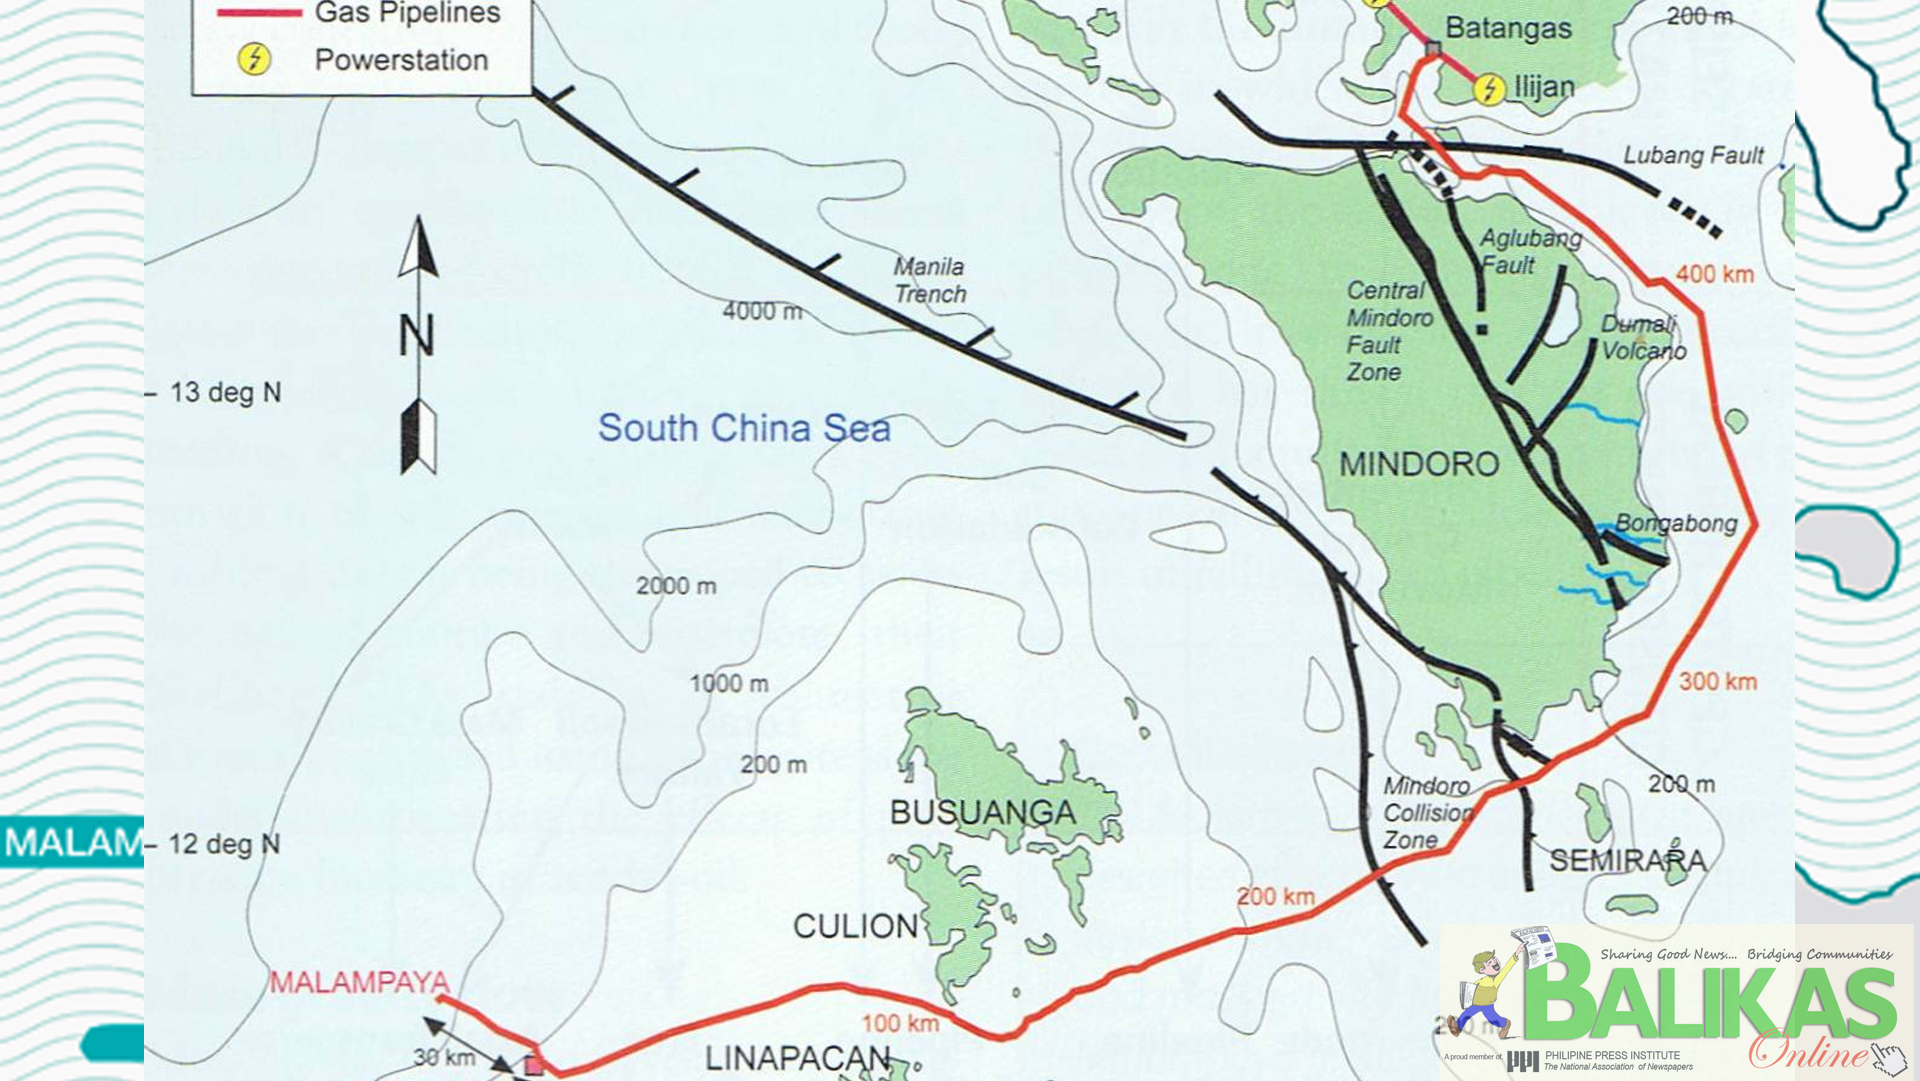 Gas Pipelines
Powerstation
Batangas
200 m
Ilijan
Lubang Fault
Manila
Trench
4000 m
N
Aglubang
Fault
400 km
Central
Mindoro
Fault
Zone
Dumali
Volcano
13 deg N
South China Sea
MINDORO
Bongabong
2000 m
1000 m
300 km
200 m
BUSUANGA
Mindoro
Collision
Zone
200 m
MALAM
12 deg N
SEMIRARA
200 km
CULION
MALAMPAYA
100 km
30 km
LINAPACAN
Sharing Good News.... Bridging Communities
BALIKAS
Online
A proud member of
PPI
PHILIPINE PRESS INSTITUTE
The National Association of Newspapers